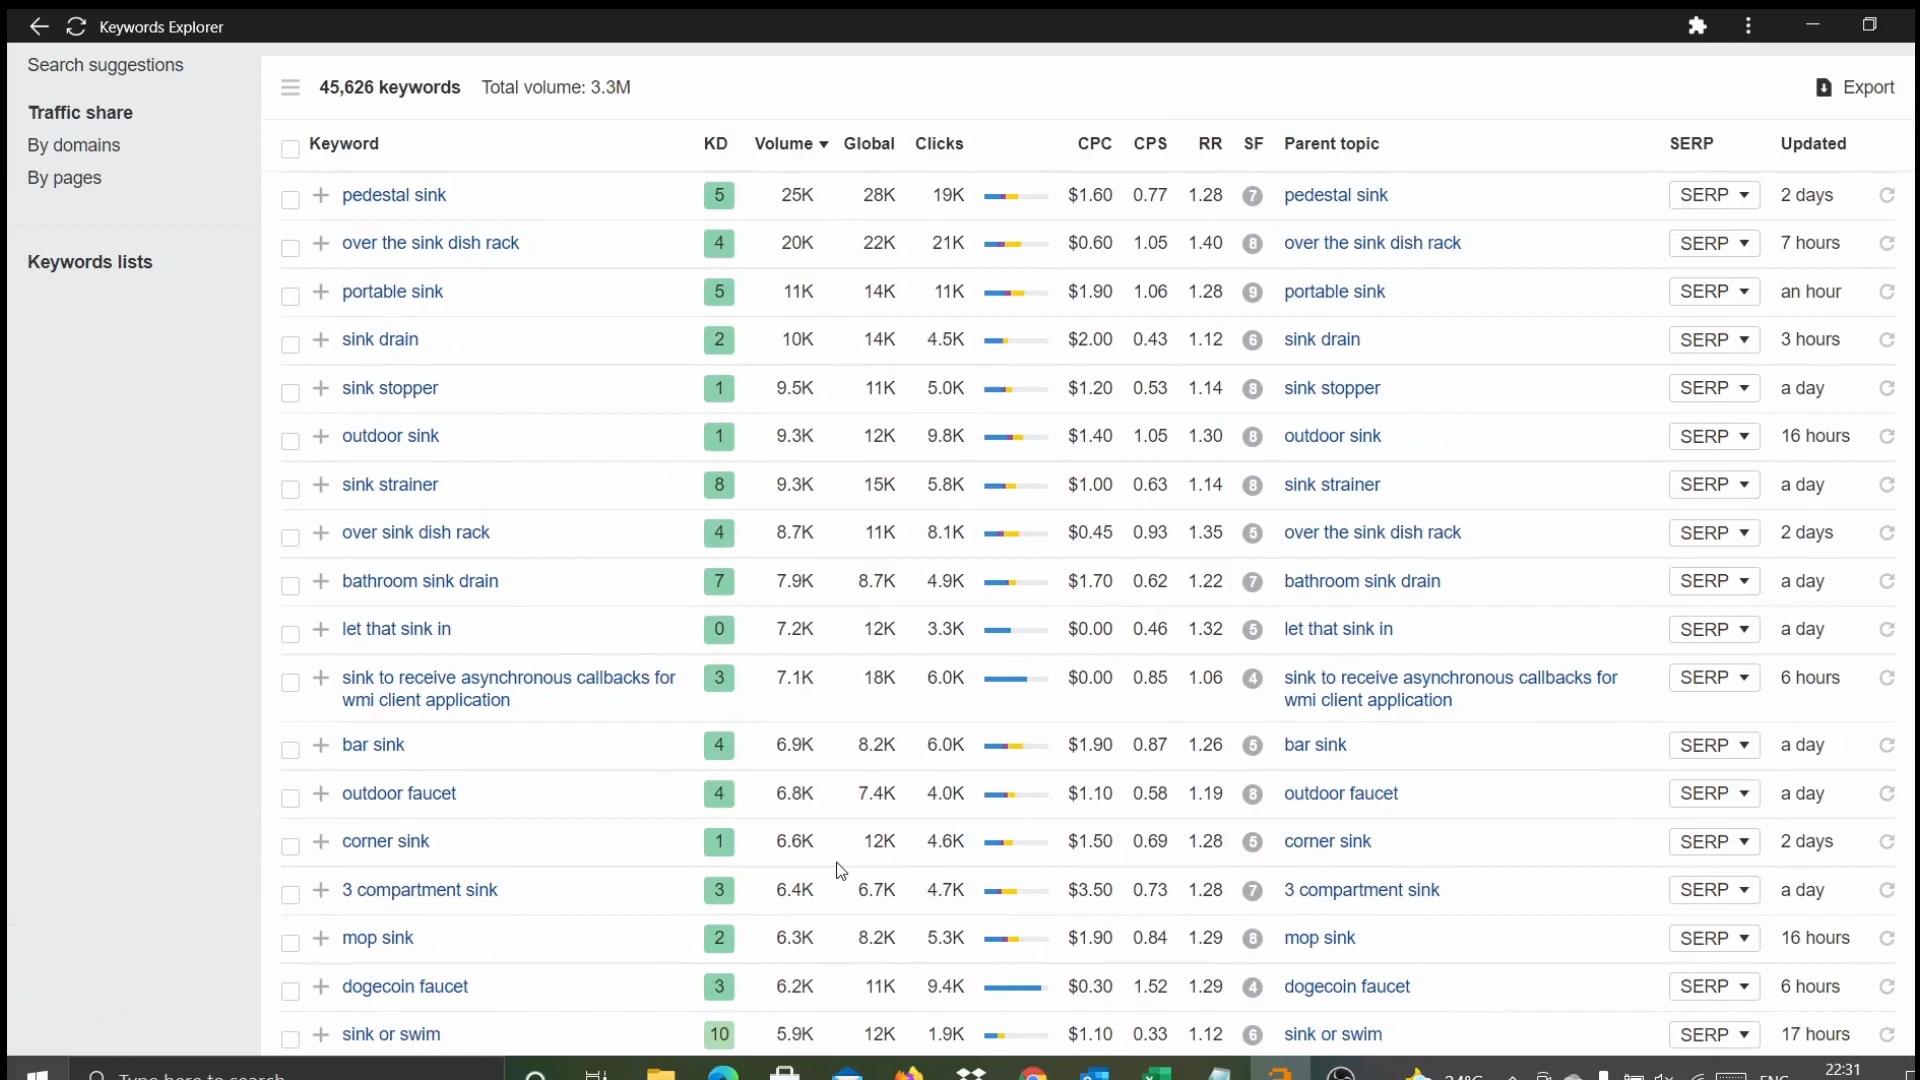 Keywords Explorer
Search suggestions
Traffic share
By domains
By pages
Keywords lists
45,626 keywords Total volume: 3.3M Export
Keyword KD Volume Global Clicks CPC CPS RR SF Parent topic SERP Updated
pedestal sink 5 25K 28K 19K $1.60 0.77 1.28 7 pedestal sink SERP 2 days
over the sink dish rack 4 20K 22K 21K $0.60 1.05 1.40 8 over the sink dish rack SERP 7 hours
portable sink 5 11K 14K 11K $1.90 1.06 1.28 9 portable sink SERP an hour
sink drain 2 10K 14K 4.5K $2.00 0.43 1.12 6 sink drain SERP 3 hours
sink stopper 1 9.5K 11K 5.0K $1.20 0.53 1.14 8 sink stopper SERP a day
outdoor sink 1 9.3K 12K 9.8K $1.40 1.05 1.30 8 outdoor sink SERP 16 hours
sink strainer 8 9.3K 15K 5.8K $1.00 0.63 1.14 8 sink strainer SERP a day
over sink dish rack 4 8.7K 11K 8.1K $0.45 0.93 1.35 5 over the sink dish rack SERP 2 days
bathroom sink drain 7 7.9K 8.7K 4.9K $1.70 0.62 1.22 7 bathroom sink drain SERP a day
let that sink in 0 7.2K 12K 3.3K $0.00 0.46 1.32 5 let that sink in SERP a day
sink to receive asynchronous callbacks for 3 7.1K 18K 6.0K $0.00 0.85 1.06 4 sink to receive asynchronous callbacks for SERP 6 hours
wmi client application wmi client application
bar sink 4 6.9K 8.2K 6.0K $1.90 0.87 1.26 5 bar sink SERP a day
outdoor faucet 4 6.8K 7.4K 4.0K $1.10 0.58 1.19 8 outdoor faucet SERP a day
corner sink 1 6.6K 12K 4.6K $1.50 0.69 1.28 5 corner sink SERP 2 days
3 compartment sink 3 6.4K 6.7K 4.7K $3.50 0.73 1.28 7 3 compartment sink SERP a day
mop sink 2 6.3K 8.2K 5.3K $1.90 0.84 1.29 8 mop sink SERP 16 hours
dogecoin faucet 3 6.2K 11K 9.4K $0.30 1.52 1.29 4 dogecoin faucet SERP 6 hours
sink or swim 10 5.9K 12K 1.9K $1.10 0.33 1.12 6 sink or swim SERP 17 hours
Type here to search 24°C ENG 22:31